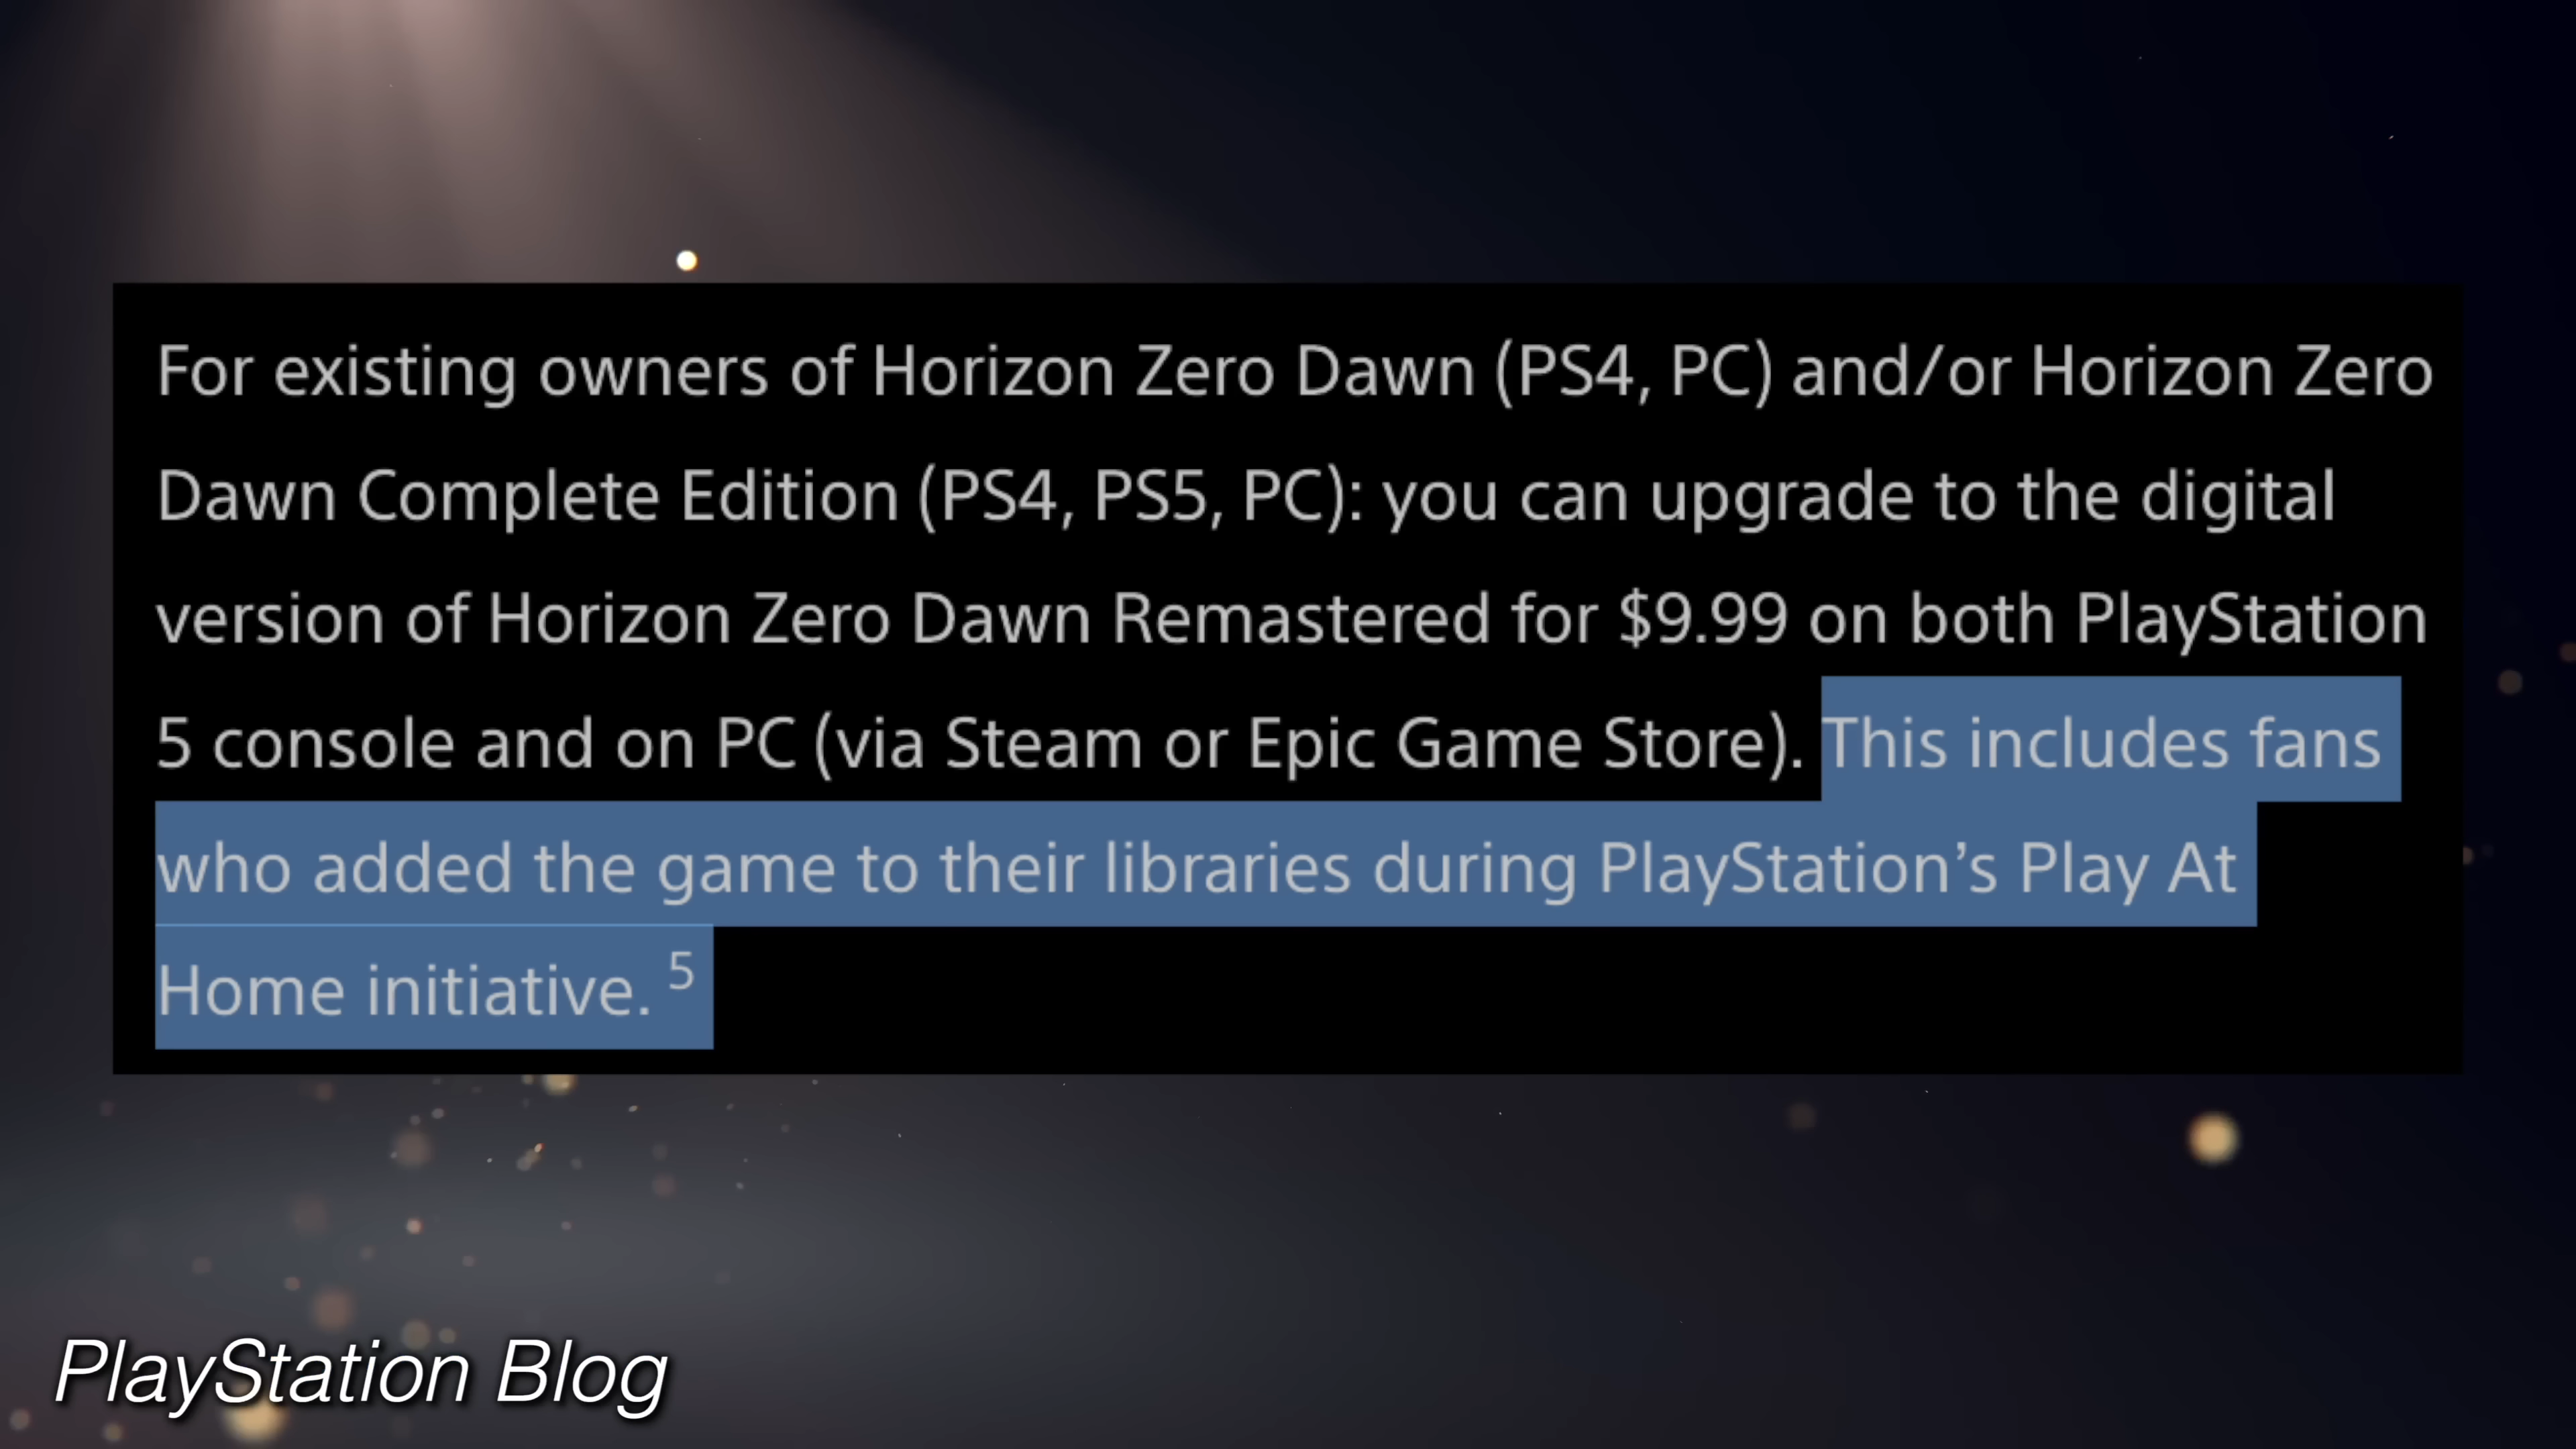 For existing owners of Horizon Zero Dawn (PS4, PC) and/or Horizon Zero
Dawn Complete Edition (PS4, PS5, PC): you can upgrade to the digital
version of Horizon Zero Dawn Remastered for $9.99 on both PlayStation
5 console and on PC (via Steam or Epic Game Store). This includes fans
who added the game to their libraries during PlayStation’s Play At
Home initiative. 5
PlayStation Blog